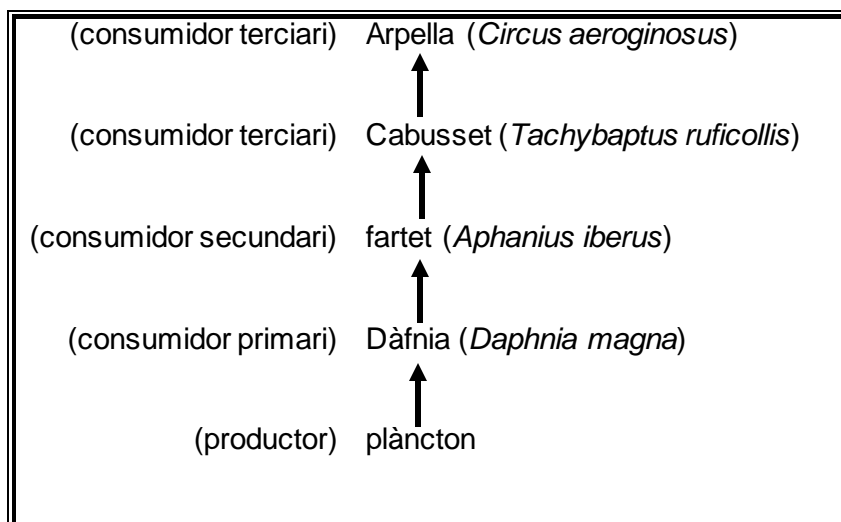 (consumidor terciari) Arpella (Circus aeroginosus)
(consumidor terciari) Cabusset (Tachybaptus ruficollis)
(consumidor secundari) fartet (Aphanius iberus)
(consumidor primari) Dàfnia (Daphnia magna)
(productor) plàncton